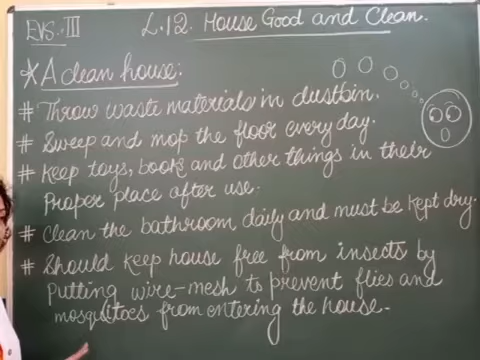 EVS. III
L.12. House Good and Clean.
* A clean house:
# Throw waste materials in dustbin.
# Sweep and mop the floor every day.
# Keep toys, books and other things in their
Proper place after use.
# Clean the bathroom daily and must be kept dry.
# Should keep house free from insects by
putting wire-mesh to prevent flies and
mosquitoes from entering the house.